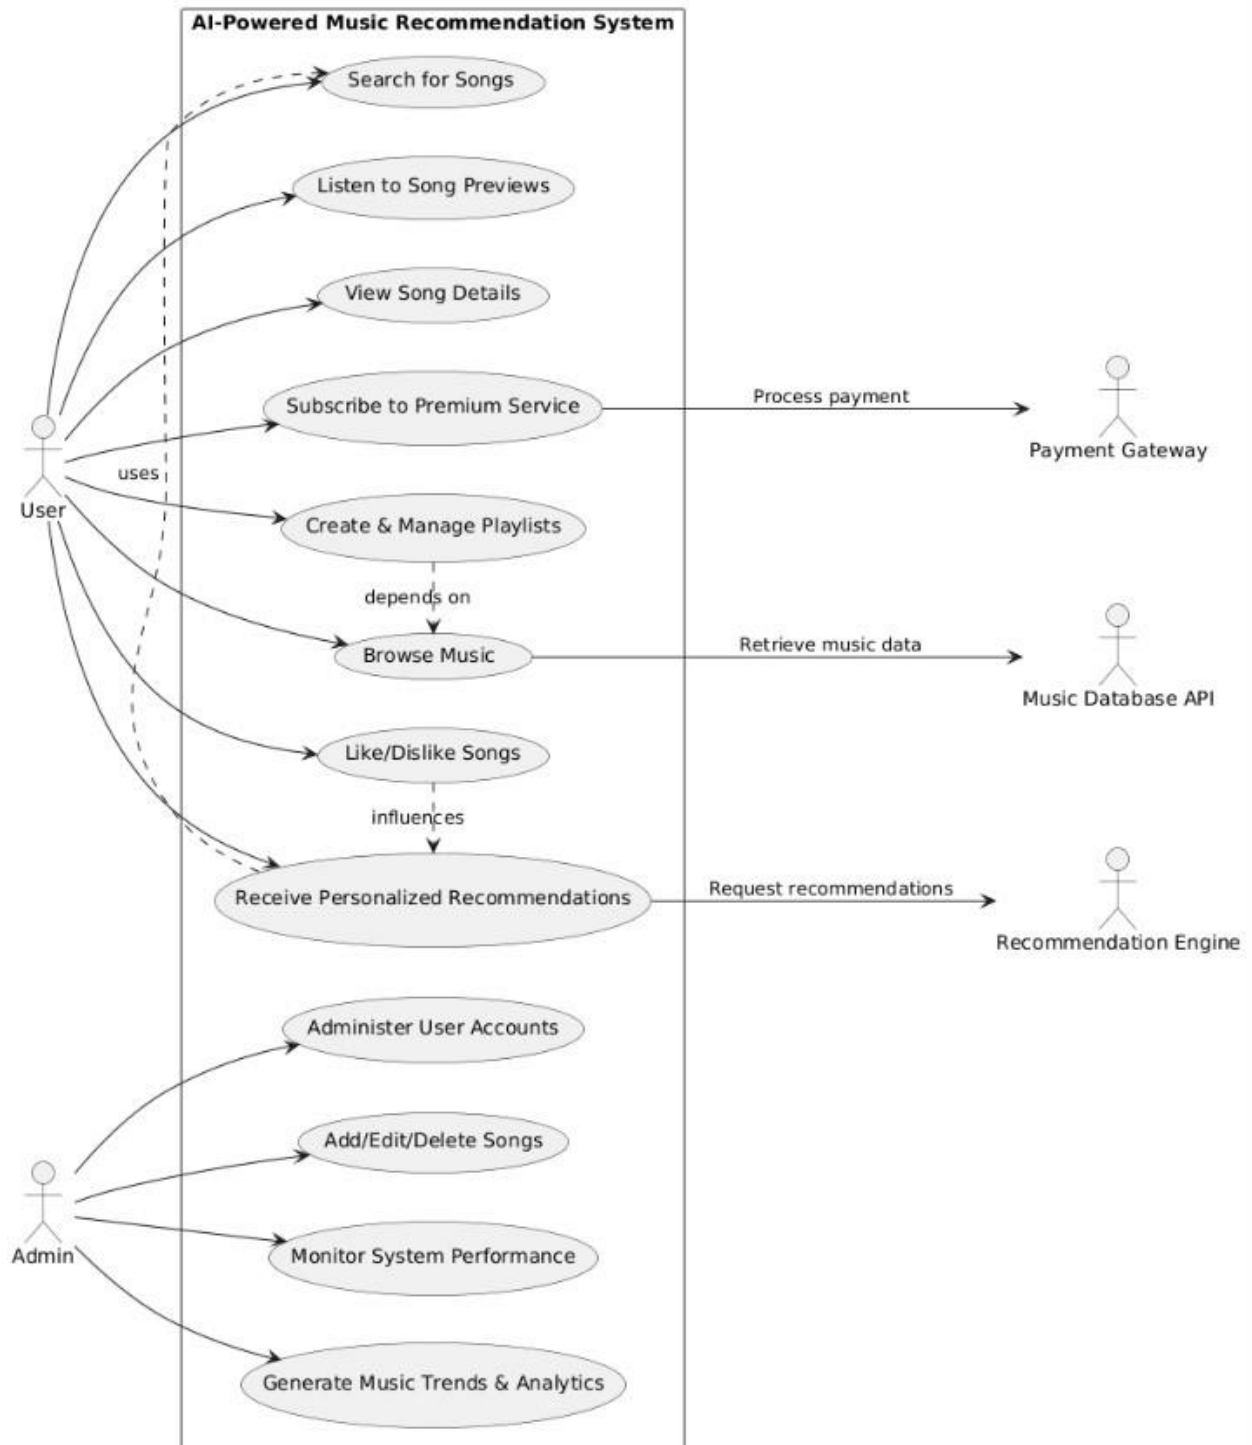 AI-Powered Music Recommendation System
Search for Songs
Listen to Song Previews
View Song Details
Subscribe to Premium Service
Process payment
Payment Gateway
uses
User
Create & Manage Playlists
depends on
Browse Music
Retrieve music data
Music Database API
Like/Dislike Songs
influences
Receive Personalized Recommendations
Request recommendations
Recommendation Engine
Administer User Accounts
Add/Edit/Delete Songs
Admin
Monitor System Performance
Generate Music Trends & Analytics